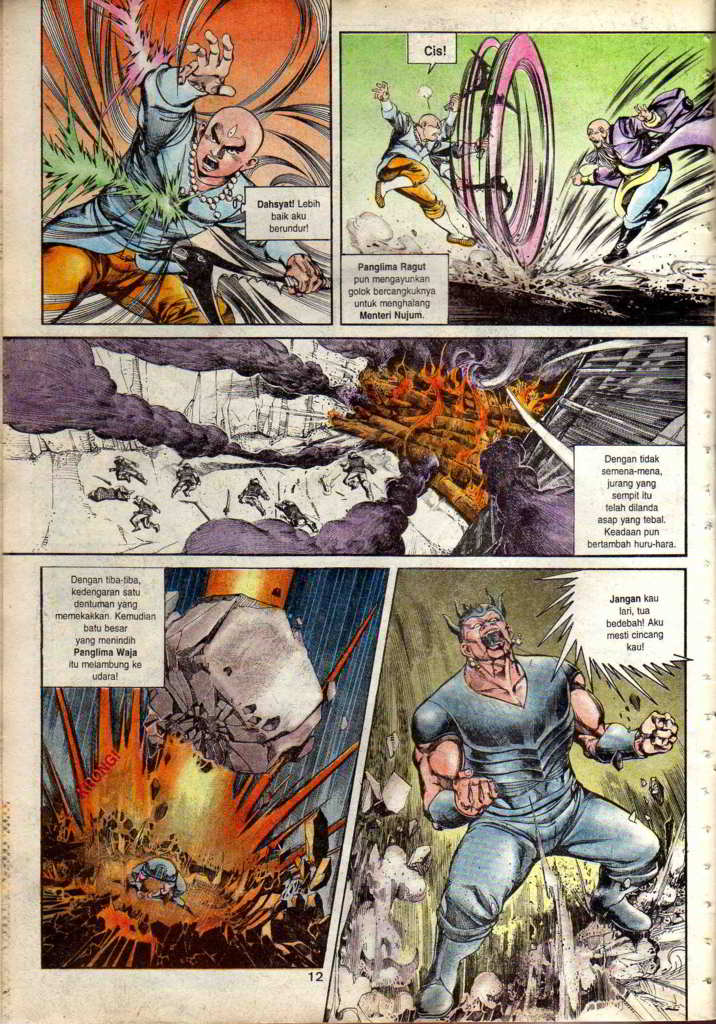 Dahsyat! Lebih
baik aku
berundur!
Cis!
Panglima Ragut
pun mengayunkan
golok bercangkuknya
untuk menghalang
Menteri Nujum.
Dengan tidak
semena-mena,
jurang yang
sempit itu
telah dilanda
asap yang tebal.
Keadaan pun
bertambah huru-hara.
Dengan tiba-tiba,
kedengaran satu
dentuman yang
memekakkan. Kemudian
batu besar
yang menindih
Panglima Waja
itu melambung ke
udara!
Jangan kau
lari, tua
bedebah! Aku
mesti cincang
kau!
12